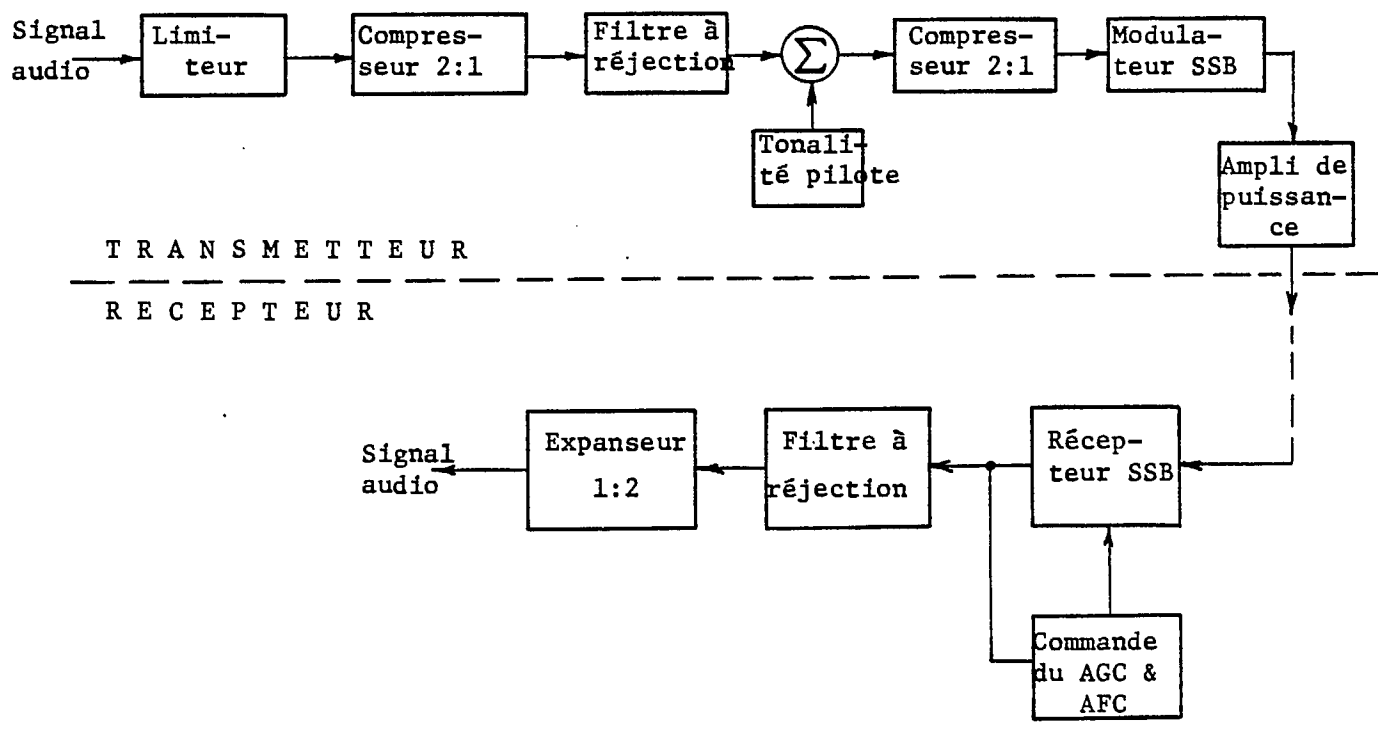 Signal
audio
Limi-
teur
Compres-
seur 2:1
Filtre à
réjection
Σ
Compres-
seur 2:1
Modula-
teur SSB
Tonali-
té pilote
Ampli de
puissan-
ce
TRANSMETTEUR
RECEPTEUR
Signal
audio
Expanseur
1:2
Filtre à
réjection
Récep-
teur SSB
Commande
du AGC &
AFC